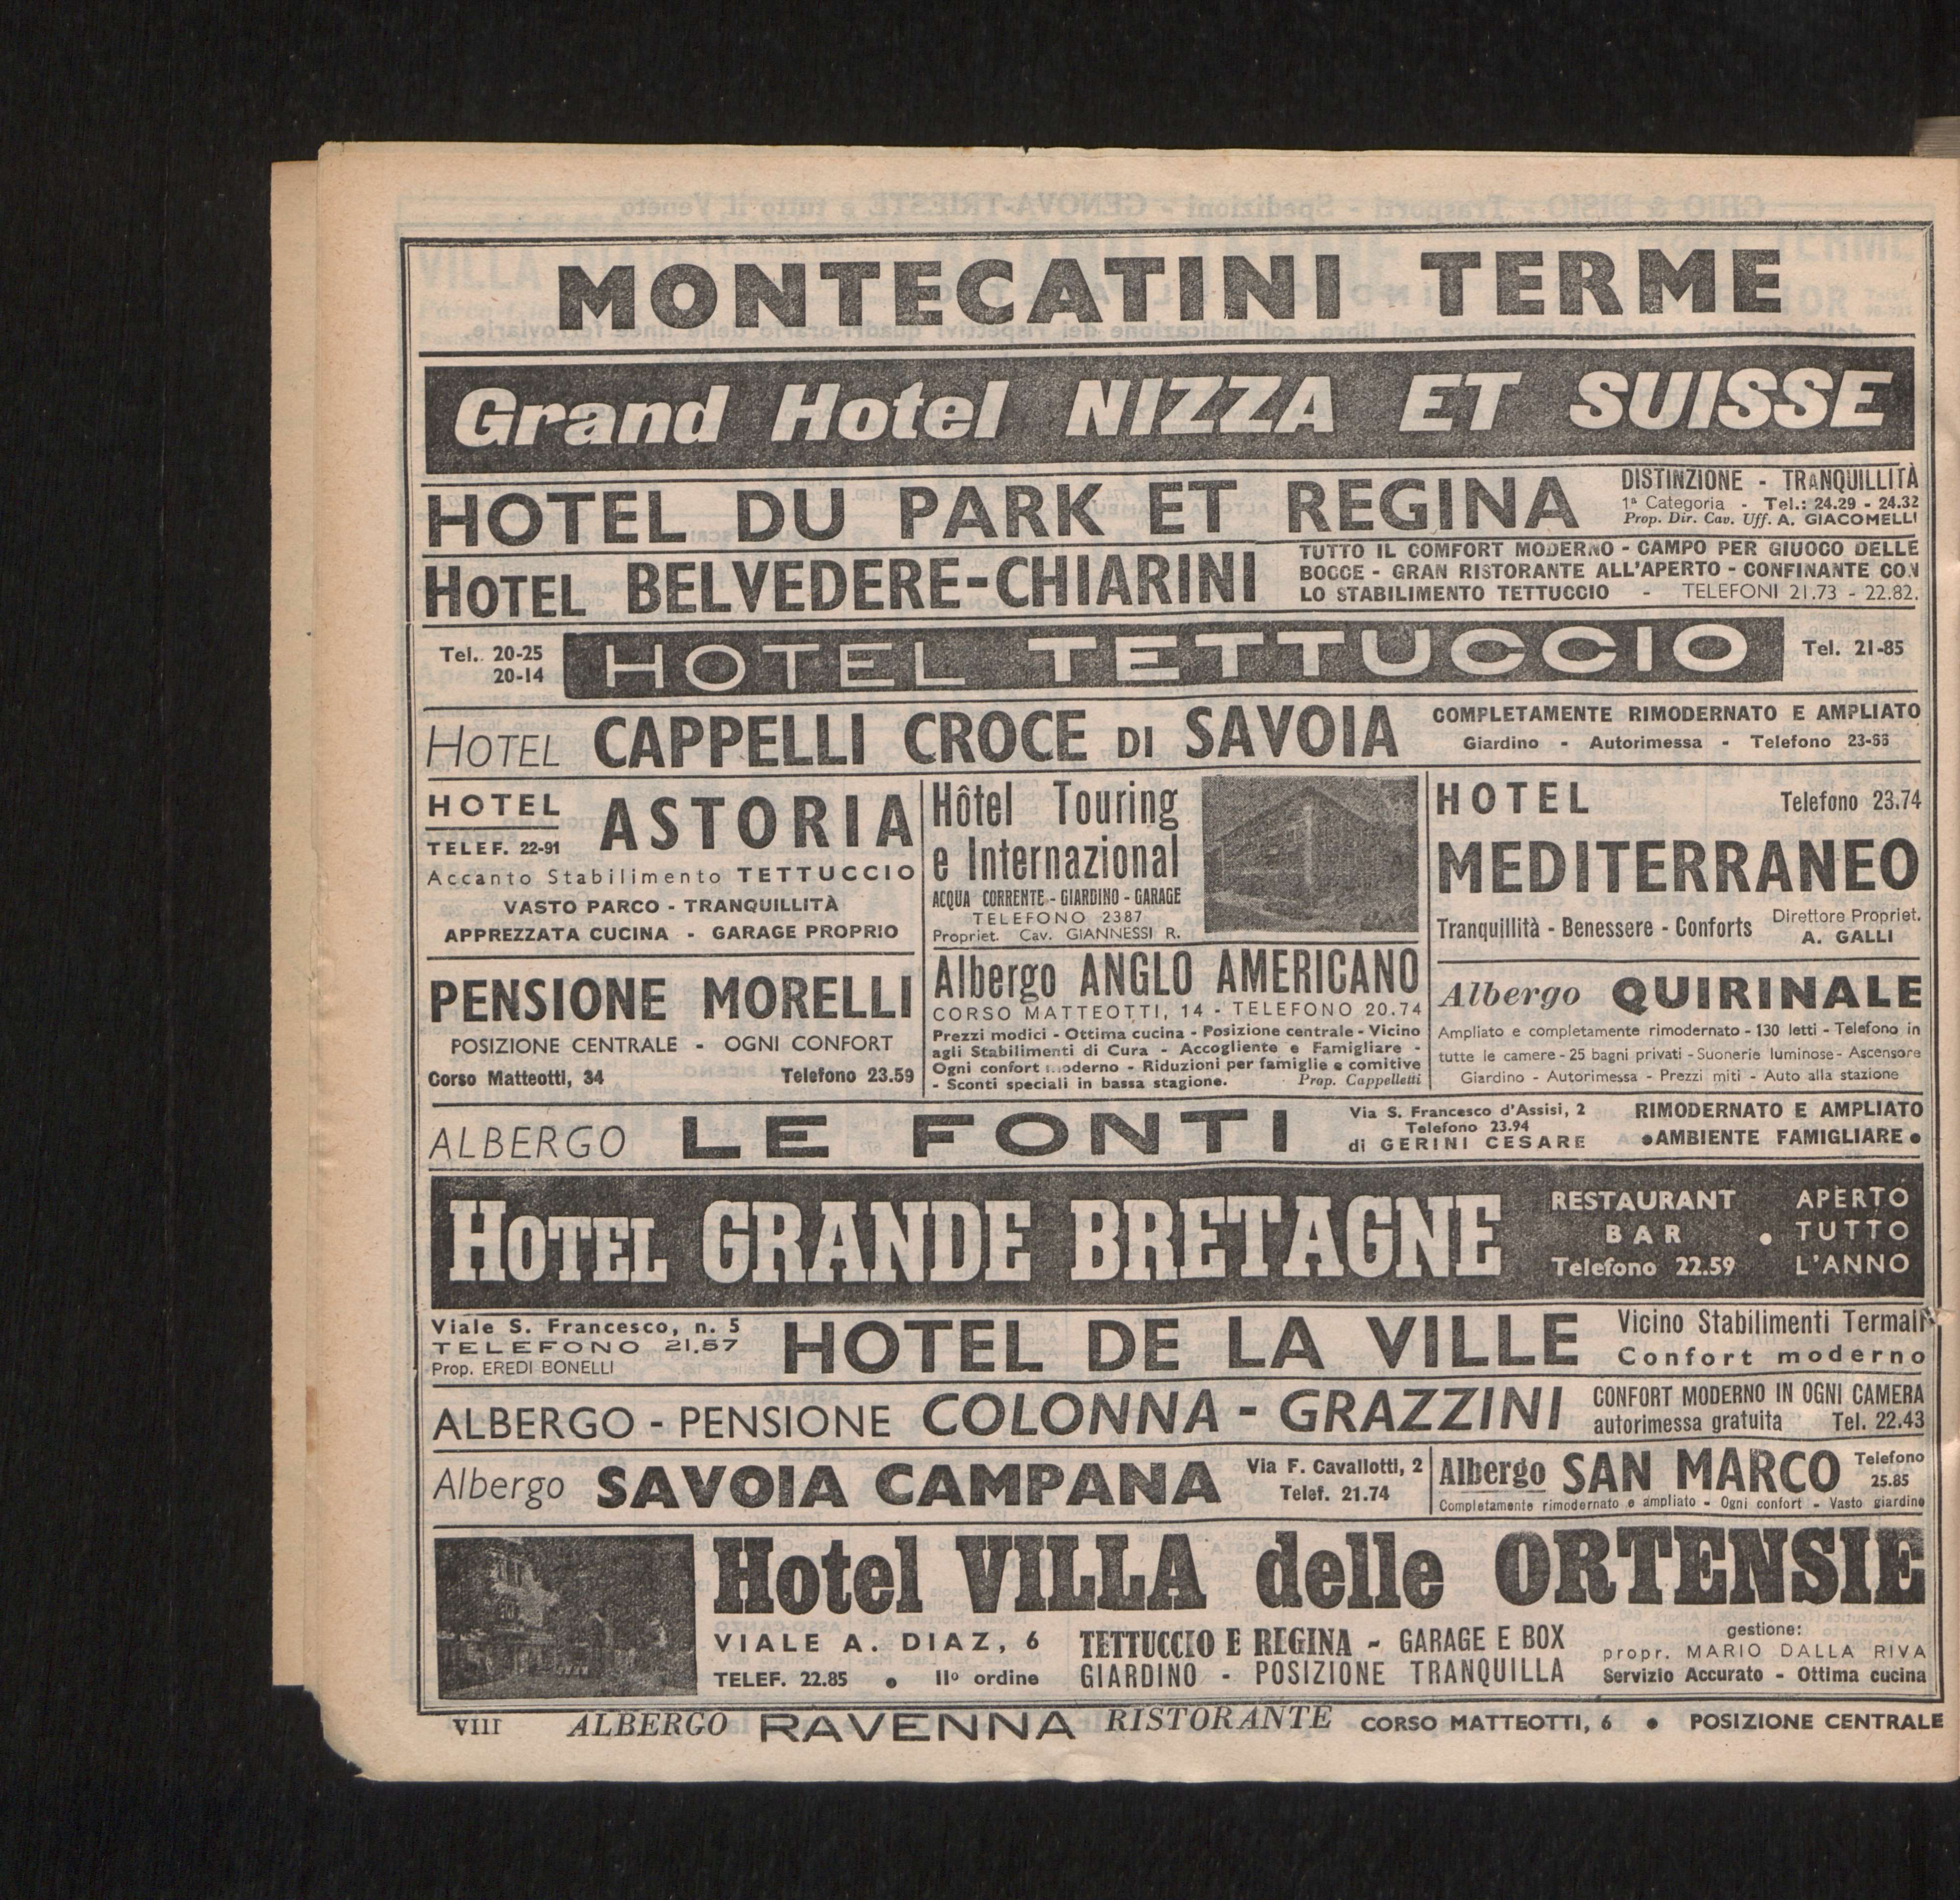 MONTECATINI TERME
Grand Hotel NIZZA ET SUISSE
HOTEL DU PARK ET REGINA
DISTINZIONE - TRANQUILLITÀ
1ª Categoria - Tel.: 24.29 - 24.32
Prop. Dir. Cav. Uff. A. GIACOMELLI
HOTEL BELVEDERE-CHIARINI
TUTTO IL COMFORT MODERNO - CAMPO PER GIUOCO DELLE
BOCCE - GRAN RISTORANTE ALL'APERTO - CONFINANTE CON
LO STABILIMENTO TETTUCCIO - TELEFONI 21.73 - 22.82.
Tel. 20-25
20-14
HOTEL TETTUCCIO
Tel. 21-85
HOTEL CAPPELLI CROCE DI SAVOIA
COMPLETAMENTE RIMODERNATO E AMPLIATO
Giardino - Autorimessa - Telefono
HOTEL
TELEF. 22-91
ASTORIA
Accanto Stabilimento TETTUCCIO
VASTO PARCO - TRANQUILLITÀ
APPREZZATA CUCINA - GARAGE PROPRIO
PENSIONE MORELLI
POSIZIONE CENTRALE - OGNI CONFORT
Corso Matteotti, 34 Telefono 23.59
Hôtel Touring
e Internazional
ACQUA CORRENTE - GIARDINO - GARAGE
TELEFONO 2387
Propriet. Cav. GIANNESSI R.
Albergo ANGLO AMERICANO
CORSO MATTEOTTI, 14 - TELEFONO 20.74
Prezzi modici - Ottima cucina - Posizione centrale - Vicino
agli Stabilimenti di Cura - Accogliente e Famigliare -
Ogni confort moderno - Riduzioni per famiglie e comitive
- Sconti speciali in bassa stagione. Prop. Cappelletti
HOTEL Telefono 23.74
MEDITERRANEO
Tranquillità - Benessere - Conforts
Direttore Propriet.
A. GALLI
Albergo QUIRINALE
Ampliato e completamente rimodernato - 130 letti - Telefono in
tutte le camere - 25 bagni privati - Suonerie luminose - Ascensore
Giardino - Autorimessa - Prezzi miti - Auto alla stazione
ALBERGO LE FONTI
Via S. Francesco d'Assisi, 2
Telefono 23.94
di GERINI CESARE
RIMODERNATO E AMPLIATO
●AMBIENTE FAMIGLIARE●
HOTEL GRANDE BRETAGNE
RESTAURANT
BAR
Telefono 22.59
●
APERTO
TUTTO
L'ANNO
Viale S. Francesco, n. 5
TELEFONO 21.57
Prop. EREDI BONELLI
HOTEL DE LA VILLE
Vicino Stabilimenti Termali
Confort moderno
ALBERGO - PENSIONE COLONNA - GRAZZINI
CONFORT MODERNO IN OGNI CAMERA
autorimessa gratuita Tel. 22.43
Albergo SAVOIA CAMPANA
Via F. Cavallotti, 2
Telef. 21.74
Albergo SAN MARCO
Telefono
25.85
Completamente rimodernato e ampliato - Ogni confort - Vasto giardino
Hotel VILLA delle ORTENSIE
VIALE A. DIAZ, 6
TELEF. 22.85 ● IIº ordine
TETTUCCIO E REGINA - GARAGE E BOX
GIARDINO - POSIZIONE TRANQUILLA
gestione:
propr. MARIO DALLA RIVA
Servizio Accurato - Ottima cucina
VIII ALBERGO RAVENNA RISTORANTE CORSO MATTEOTTI, 6 ● POSIZIONE CENTRALE